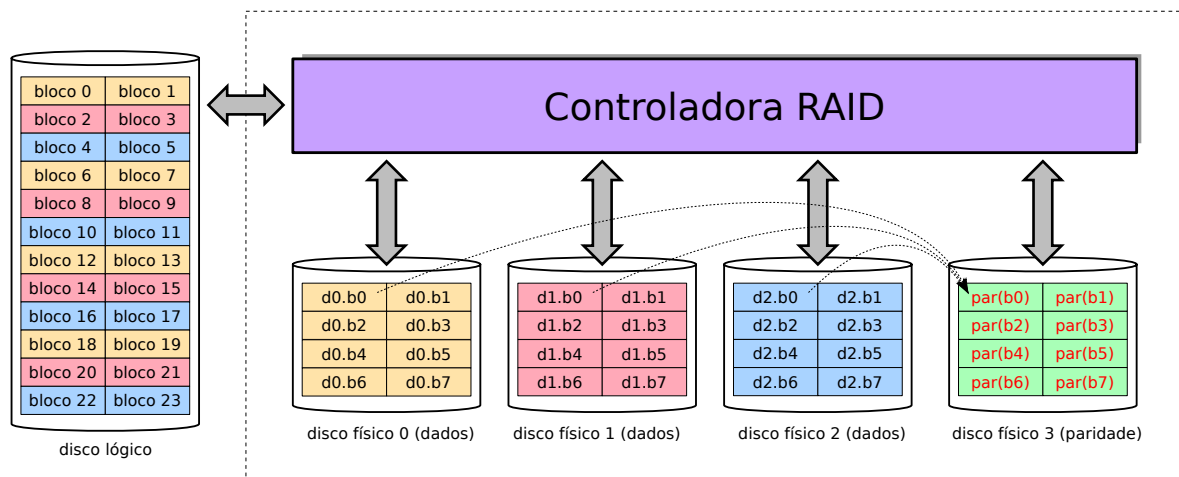 Controladora RAID
bloco 0 bloco 1
bloco 2 bloco 3
bloco 4 bloco 5
bloco 6 bloco 7
bloco 8 bloco 9
bloco 10 bloco 11
bloco 12 bloco 13
bloco 14 bloco 15
bloco 16 bloco 17
bloco 18 bloco 19
bloco 20 bloco 21
bloco 22 bloco 23
disco lógico
d0.b0 d0.b1
d0.b2 d0.b3
d0.b4 d0.b5
d0.b6 d0.b7
disco físico 0 (dados)
d1.b0 d1.b1
d1.b2 d1.b3
d1.b4 d1.b5
d1.b6 d1.b7
disco físico 1 (dados)
d2.b0 d2.b1
d2.b2 d2.b3
d2.b4 d2.b5
d2.b6 d2.b7
disco físico 2 (dados)
par(b0) par(b1)
par(b2) par(b3)
par(b4) par(b5)
par(b6) par(b7)
disco físico 3 (paridade)